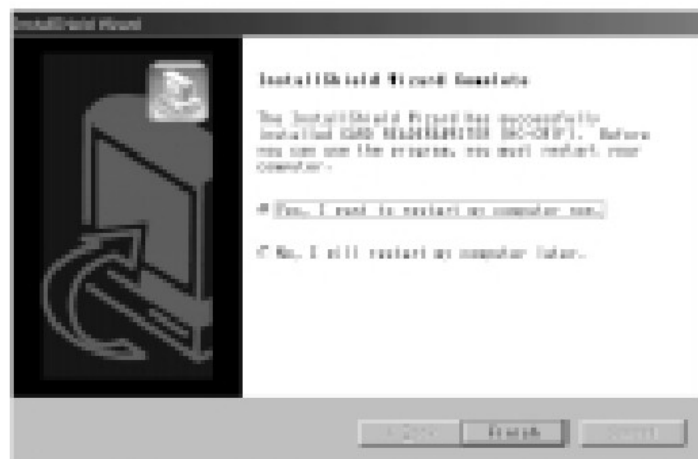 InstallShield Wizard
InstallShield Wizard Complete
The InstallShield Wizard has successfully
installed CARD READER/WRITER. Before
you can use the program, you must restart your
computer.
Yes, I want to restart my computer now.
No, I will restart my computer later.
< Back
Finish
Cancel